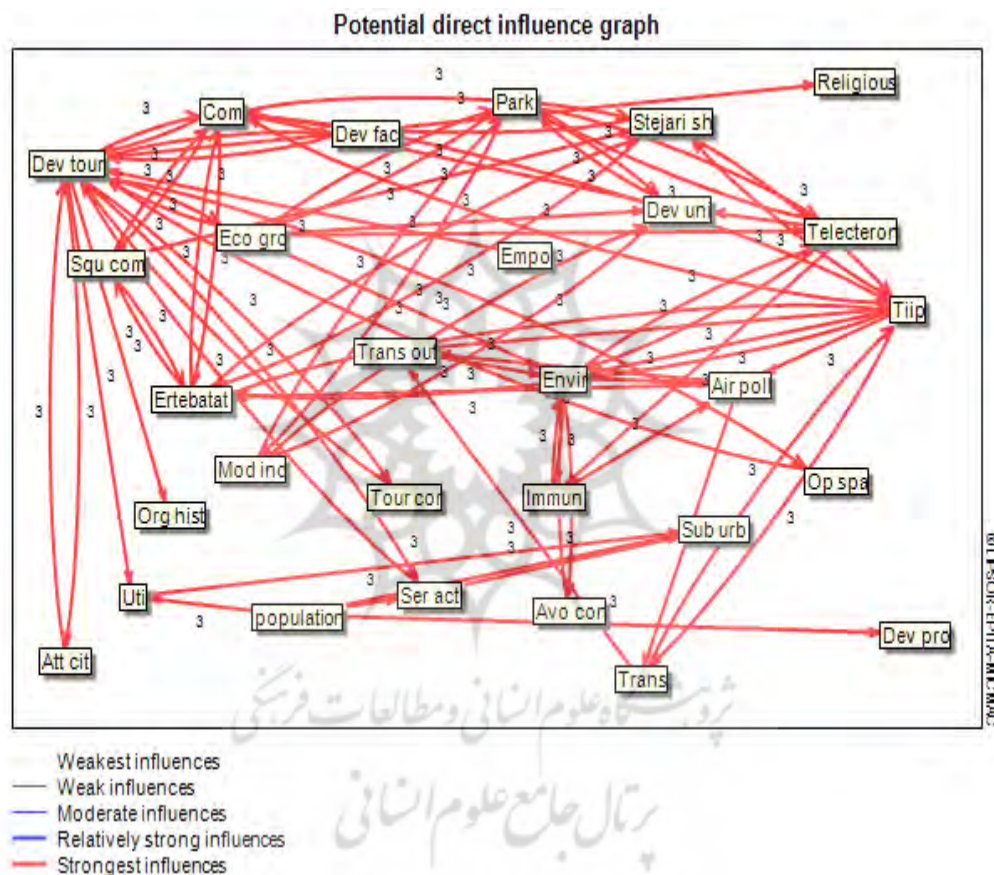 Potential direct influence graph
Religious
Com
Park
Stejari sh
Dev fac
Dev tour
Dev uni
Telecteron
Eco grc
Squ com
Empo
Tiip
Trans out
Envir
Air poll
Ertebatat
Mod inc
Tour cor
Immun
Op spa
Org hist
Sub urb
Uti
Ser act
population
Avo con
Dev pro
Att cit
Trans
پژوهشگاه علوم انسانی و مطالعات فرهنگی
Weakest influences
Weak influences
Moderate influences
Relatively strong influences
Strongest influences
پرتال جامع علوم انسانی